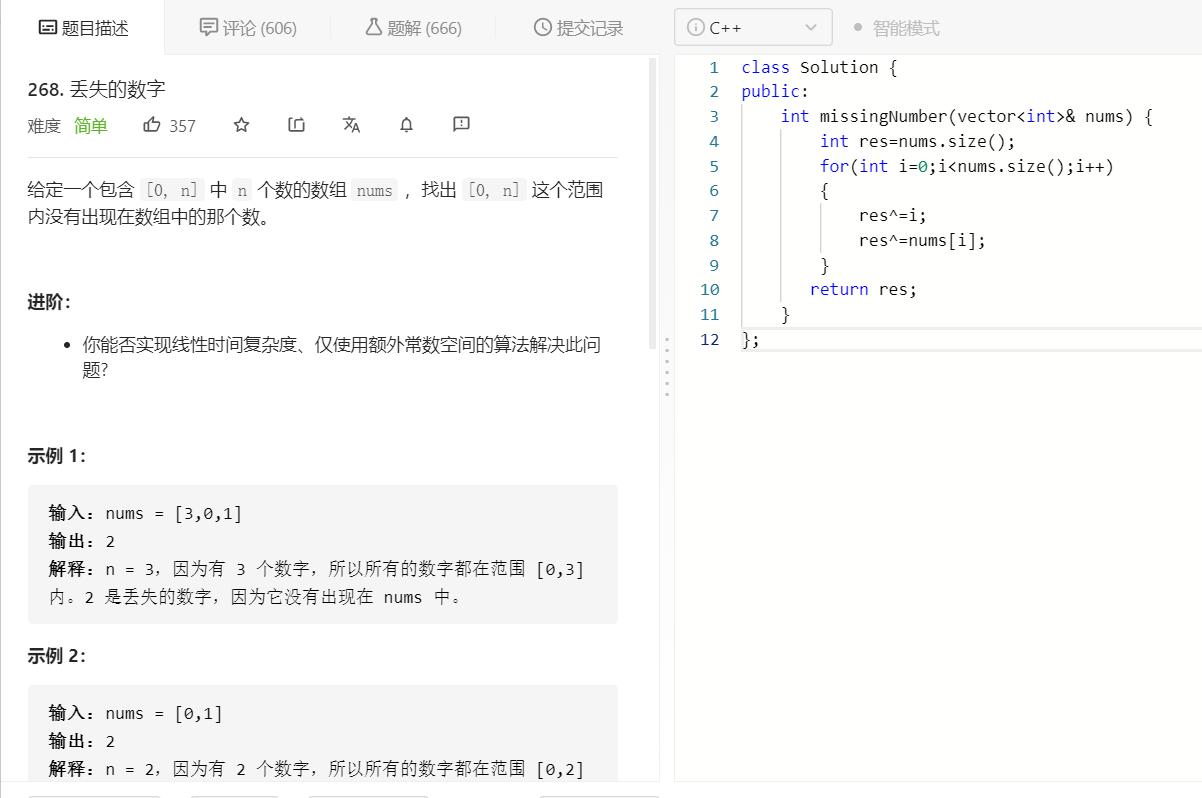 题目描述
评论 (606)
题解 (666)
提交记录
268. 丢失的数字
难度 简单 357
给定一个包含 [0, n] 中 n 个数的数组 nums ，找出 [0, n] 这个范围
内没有出现在数组中的那个数。
进阶：
• 你能否实现线性时间复杂度、仅使用额外常数空间的算法解决此问
题?
示例 1：
输入：nums = [3,0,1]
输出：2
解释：n = 3，因为有 3 个数字，所以所有的数字都在范围 [0,3]
内。2 是丢失的数字，因为它没有出现在 nums 中。
示例 2：
输入：nums = [0,1]
输出：2
解释：n = 2，因为有 2 个数字，所以所有的数字都在范围 [0,2]
C++
智能模式
1 class Solution {
2 public:
3     int missingNumber(vector<int>& nums) {
4         int res=nums.size();
5         for(int i=0;i<nums.size();i++)
6         {
7             res^=i;
8             res^=nums[i];
9         }
10        return res;
11     }
12 };